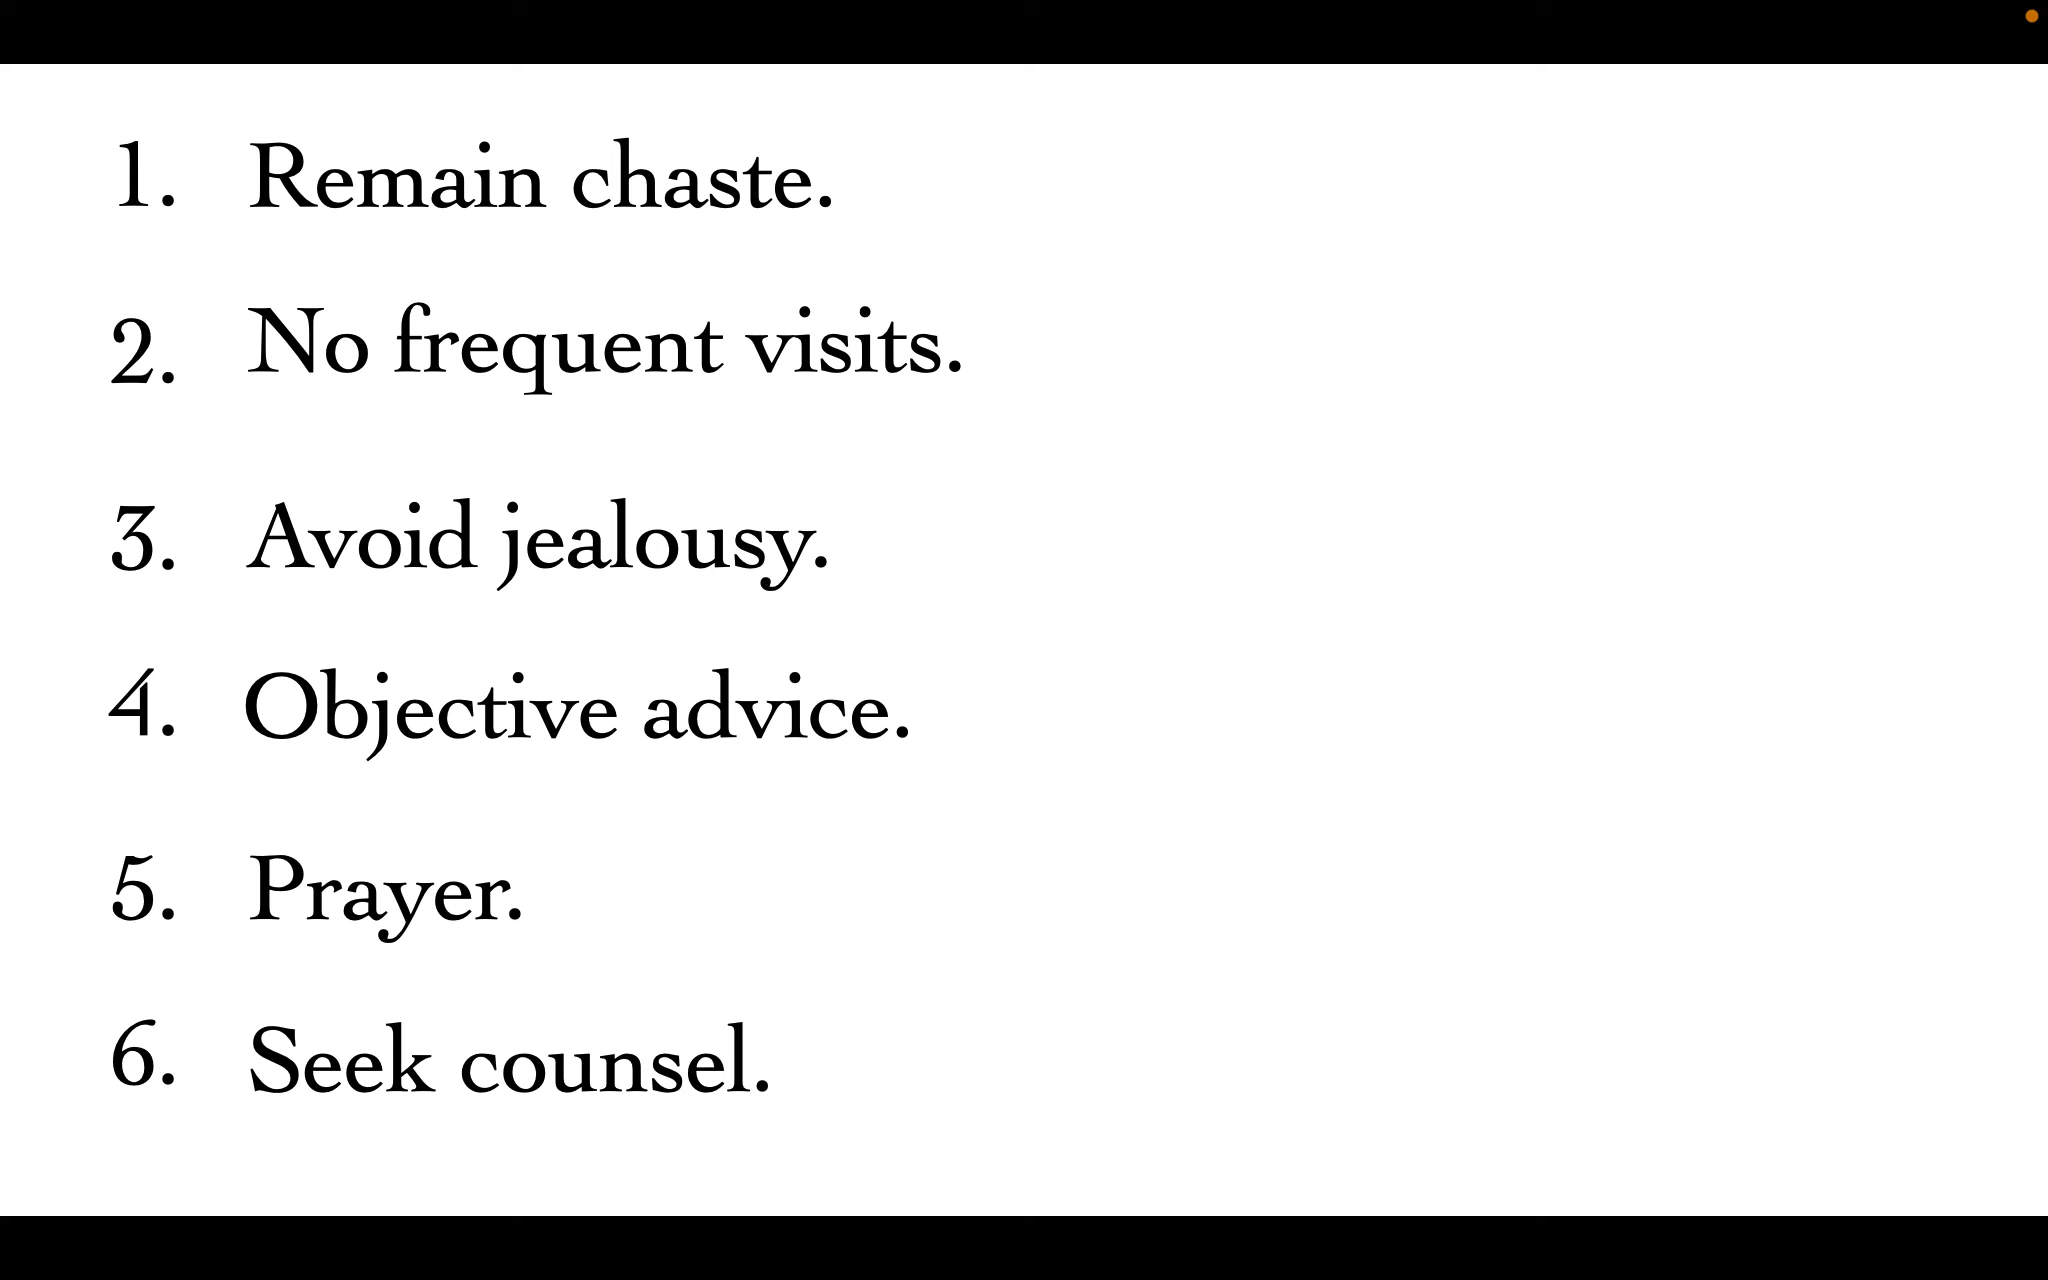 1. Remain chaste.
2. No frequent visits.
3. Avoid jealousy.
4. Objective advice.
5. Prayer.
6. Seek counsel.